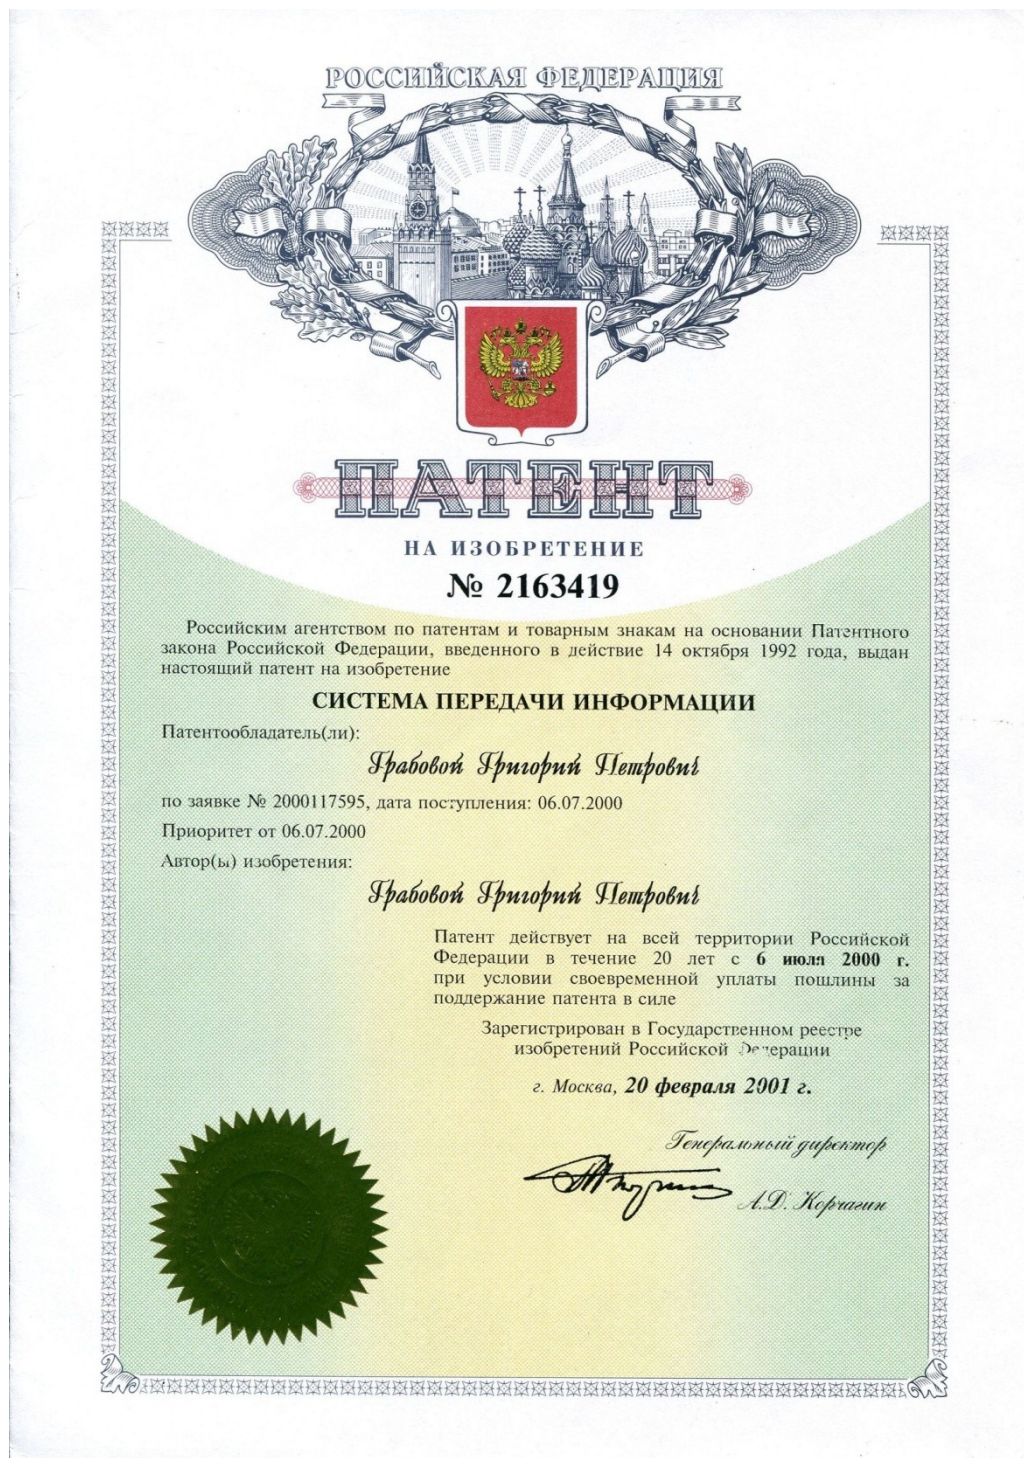 РОССИЙСКАЯ ФЕДЕРАЦИЯ
ПАТЕНТ
НА ИЗОБРЕТЕНИЕ
№ 2163419
Российским агентством по патентам и товарным знакам на основании Патентного
закона Российской Федерации, введенного в действие 14 октября 1992 года, выдан
настоящий патент на изобретение
СИСТЕМА ПЕРЕДАЧИ ИНФОРМАЦИИ
Патентообладатель(ли):
Грабовой Григорий Петрович
по заявке № 2000117595, дата поступления: 06.07.2000
Приоритет от 06.07.2000
Автор(ы) изобретения:
Грабовой Григорий Петрович
Патент действует на всей территории Российской
Федерации в течение 20 лет с 6 июля 2000 г.
при условии своевременной уплаты пошлины за
поддержание патента в силе
Зарегистрирован в Государственном реестре
изобретений Российской Федерации
г. Москва, 20 февраля 2001 г.
Генеральный директор
А.Д. Корчагин